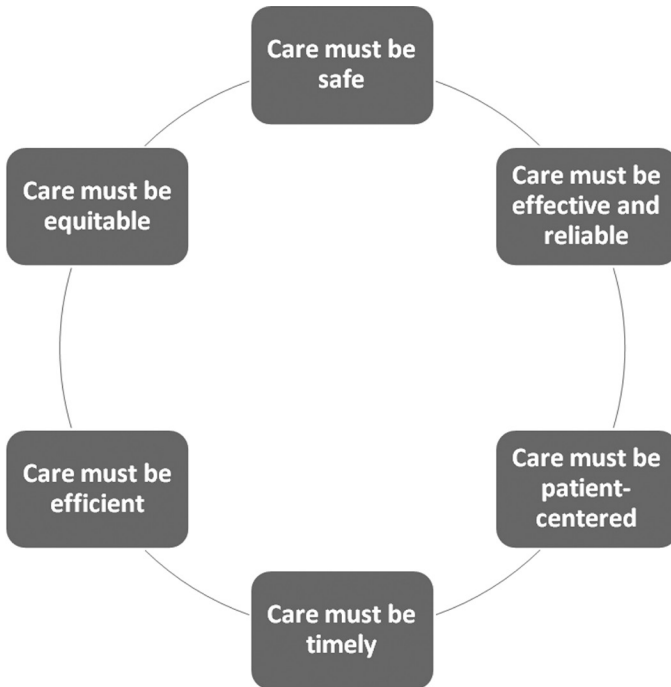 Care must be
safe
Care must be
effective and
reliable
Care must be
patient-
centered
Care must be
timely
Care must be
efficient
Care must be
equitable